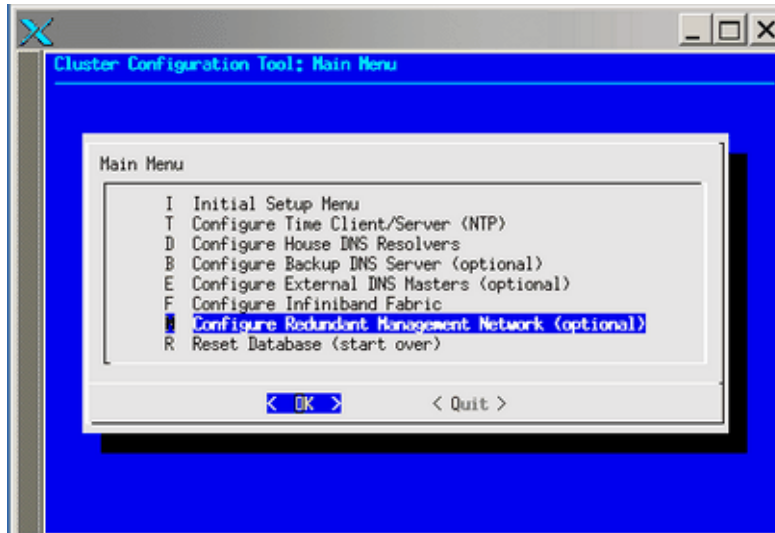 Cluster Configuration Tool: Main Menu
Main Menu
I Initial Setup Menu
T Configure Time Client/Server (NTP)
D Configure House DNS Resolvers
B Configure Backup DNS Server (optional)
E Configure External DNS Masters (optional)
F Configure Infiniband Fabric
Configure Redundant Management Network (optional)
R Reset Database (start over)
< OK > < Quit >